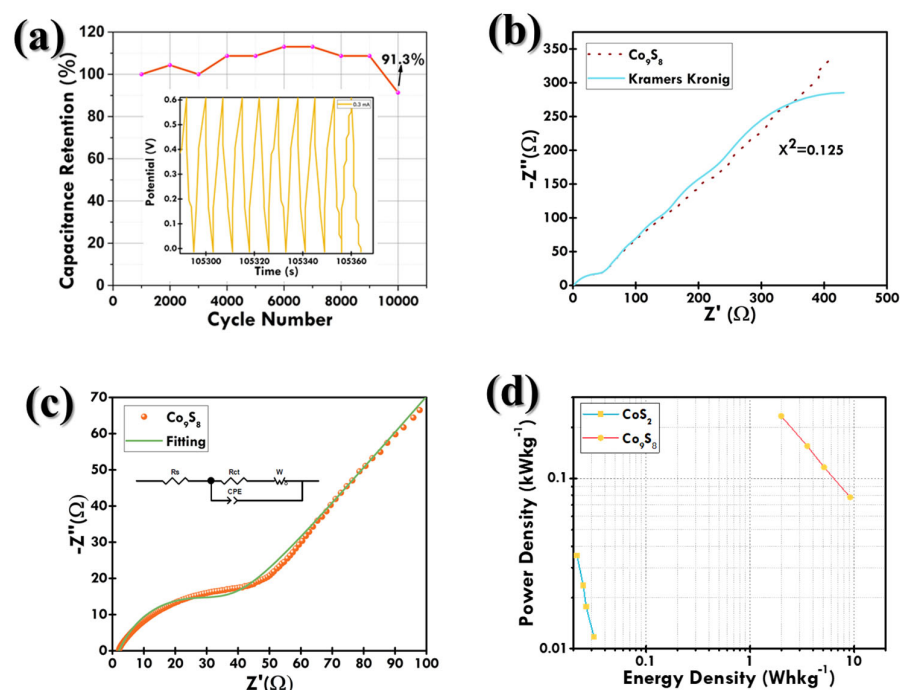 (a)
120
100
80
60
40
20
0
Capacitance Retention (%)
91.3%
0.6
0.5
0.4
0.3
0.2
0.1
0.0
Potential (V)
0.3 mA
105300 105320 105340 105360
Time (s)
0 2000 4000 6000 8000 10000
Cycle Number
(b)
350
300
250
200
150
100
50
0
-Z''(Ω)
Co₉S₈
Kramers Kronig
X²=0.125
0 100 200 300 400 500
Z' (Ω)
(c)
70
60
50
40
30
20
10
0
-Z''(Ω)
Co₉S₈
Fitting
Rs Rct W
CPE
0 10 20 30 40 50 60 70 80 90 100
Z'(Ω)
(d)
0.1
0.01
Power Density (kWkg⁻¹)
CoS₂
Co₉S₈
0.1 1 10
Energy Density (Whkg⁻¹)